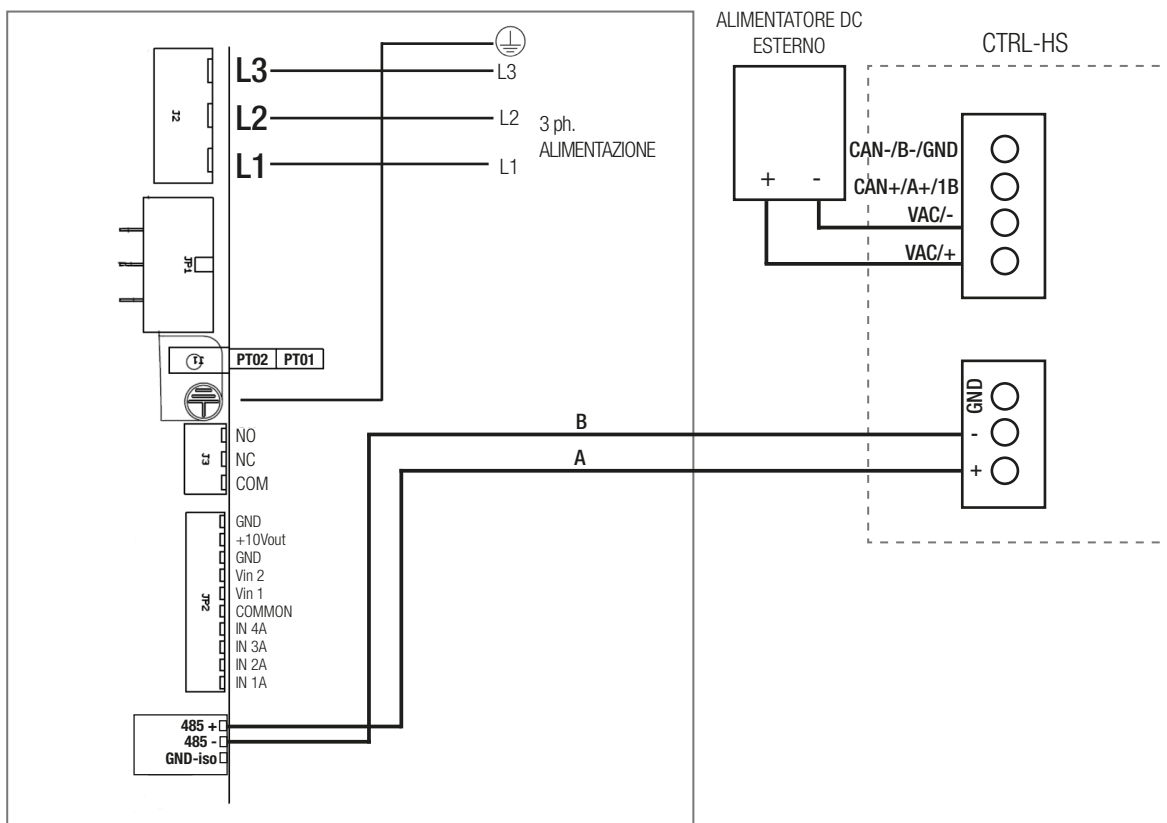 ALIMENTATORE DC
ESTERNO
CTRL-HS
J2
L3
L3
L2
L2
L1
L1
3 ph.
ALIMENTAZIONE
+ -
CAN-/B-/GND
CAN+/A+/1B
VAC/-
VAC/+
JP1
J1
PT02 PT01
J3
NO
NC
COM
B
A
GND
-
+
JP2
GND
+10Vout
GND
Vin 2
Vin 1
COMMON
IN 4A
IN 3A
IN 2A
IN 1A
485 +
485 -
GND-iso